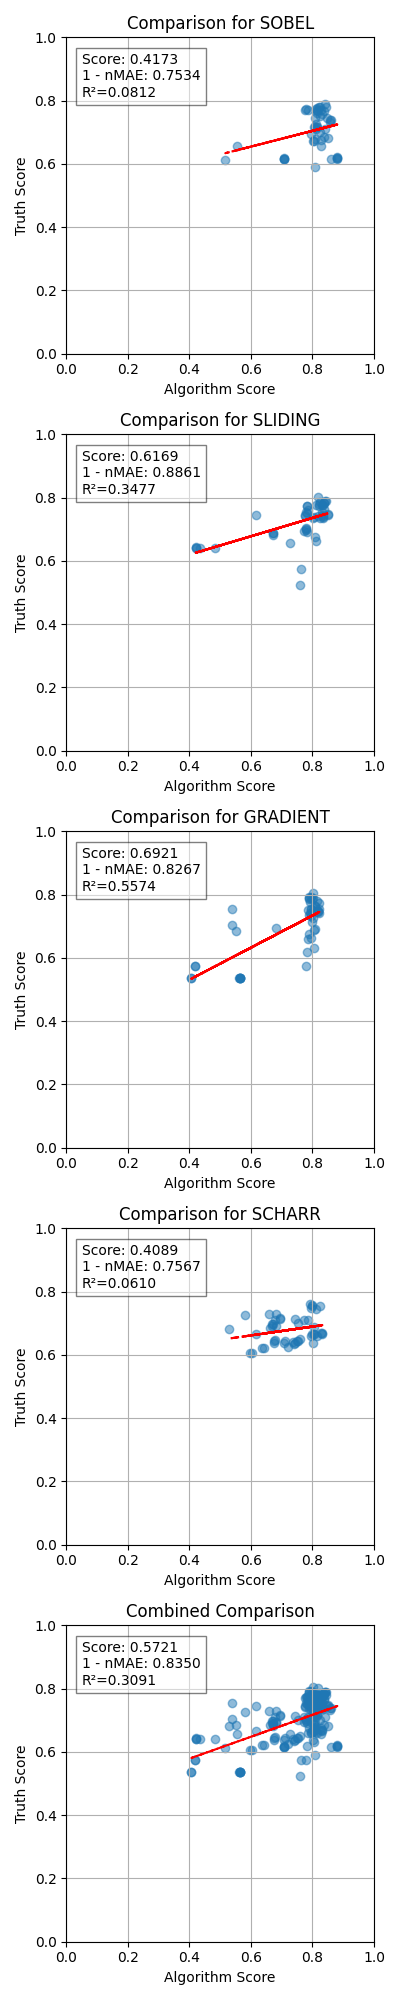 Comparison for SOBEL
1.0
Score: 0.4173
1 - nMAE: 0.7534
R²=0.0812
0.8
0.6
Truth Score
0.4
0.2
0.0
0.0 0.2 0.4 0.6 0.8 1.0
Algorithm Score
Comparison for SLIDING
1.0
Score: 0.6169
1 - nMAE: 0.8861
R²=0.3477
0.8
0.6
Truth Score
0.4
0.2
0.0
0.0 0.2 0.4 0.6 0.8 1.0
Algorithm Score
Comparison for GRADIENT
1.0
Score: 0.6921
1 - nMAE: 0.8267
R²=0.5574
0.8
0.6
Truth Score
0.4
0.2
0.0
0.0 0.2 0.4 0.6 0.8 1.0
Algorithm Score
Comparison for SCHARR
1.0
Score: 0.4089
1 - nMAE: 0.7567
R²=0.0610
0.8
0.6
Truth Score
0.4
0.2
0.0
0.0 0.2 0.4 0.6 0.8 1.0
Algorithm Score
Combined Comparison
1.0
Score: 0.5721
1 - nMAE: 0.8350
R²=0.3091
0.8
0.6
Truth Score
0.4
0.2
0.0
0.0 0.2 0.4 0.6 0.8 1.0
Algorithm Score